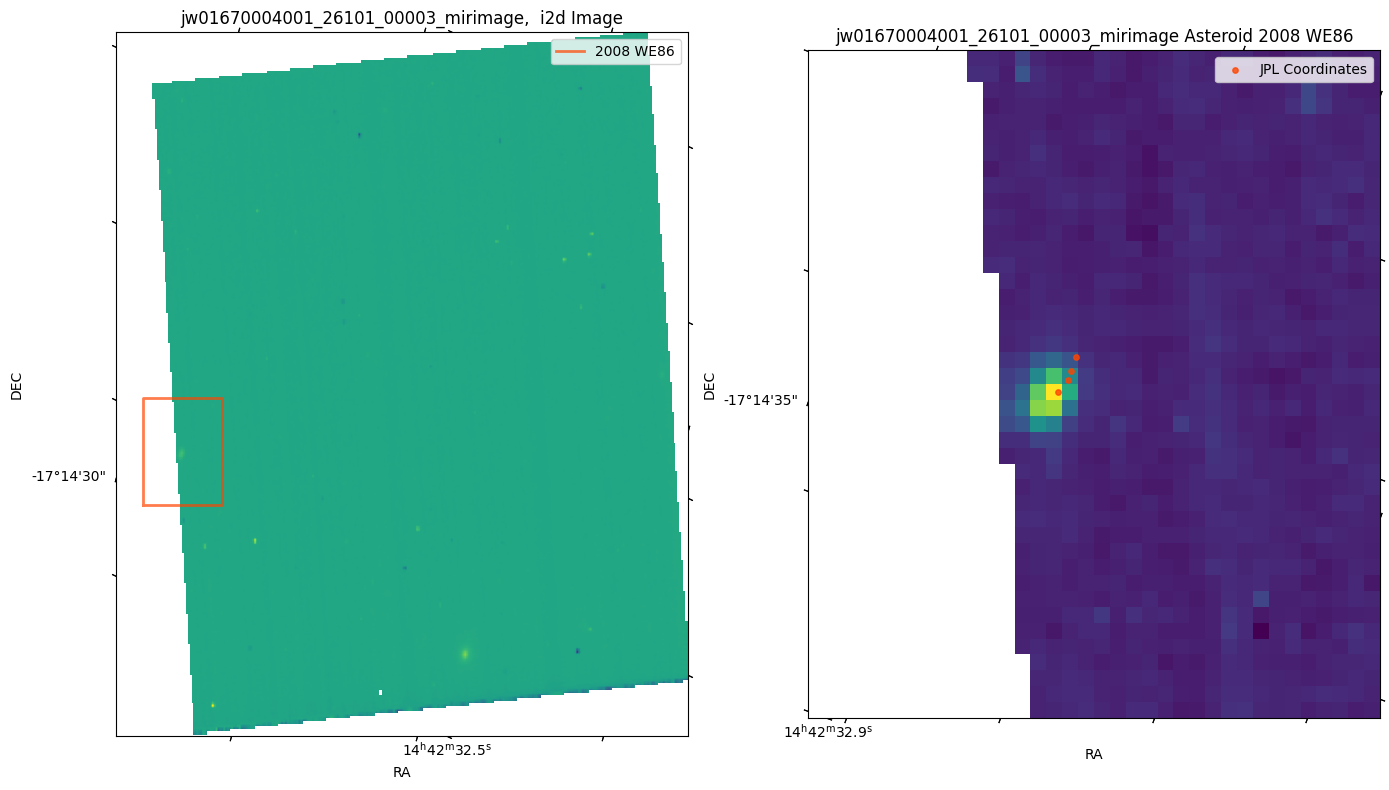 jw01670004001_26101_00003_mirimage,  i2d Image
2008 WE86
DEC
-17°14'30"
14ʰ42ᵐ32.5ˢ
RA
jw01670004001_26101_00003_mirimage Asteroid 2008 WE86
JPL Coordinates
DEC
-17°14'35"
14ʰ42ᵐ32.9ˢ
RA